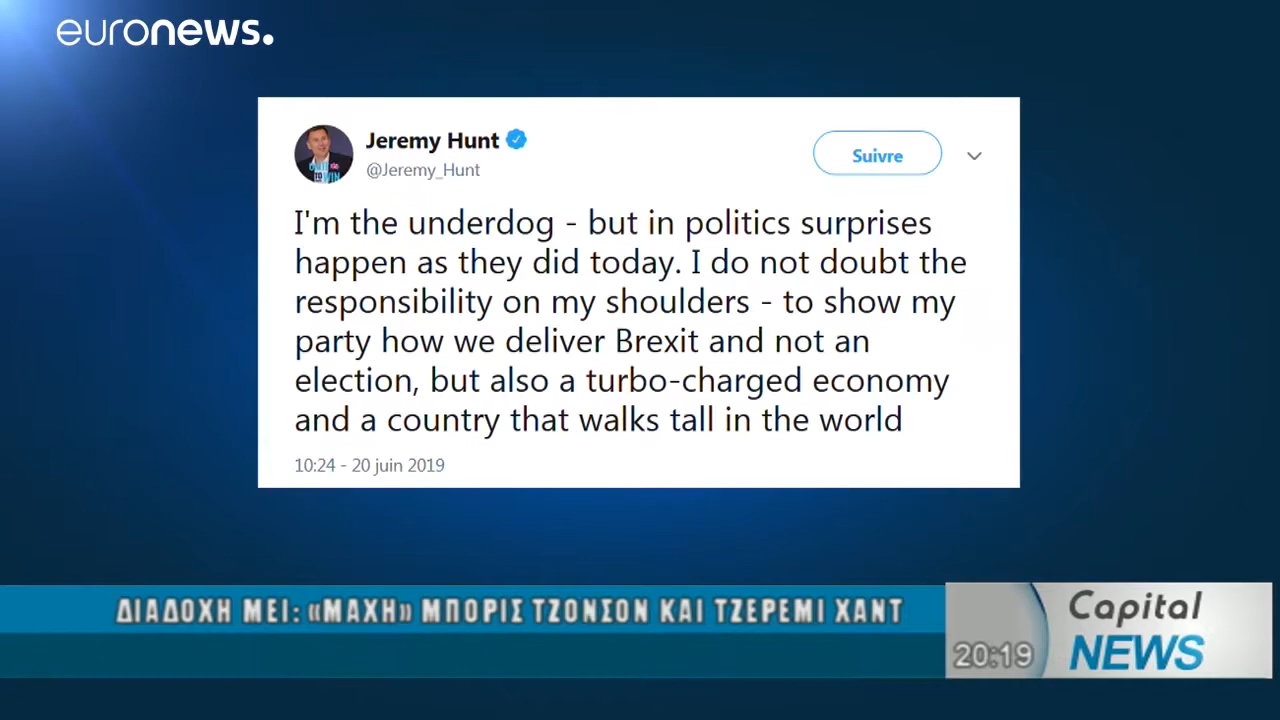 euronews.
Jeremy Hunt
@Jeremy_Hunt
Suivre
I'm the underdog - but in politics surprises
happen as they did today. I do not doubt the
responsibility on my shoulders - to show my
party how we deliver Brexit and not an
election, but also a turbo-charged economy
and a country that walks tall in the world
10:24 - 20 juin 2019
ΔΙΑΔΟΧΗ ΜΕΙ: «ΜΑΧΗ» ΜΠΟΡΙΣ ΤΖΟΝΣΟΝ ΚΑΙ ΤΖΕΡΕΜΙ ΧΑΝΤ
20:19
Capital
NEWS